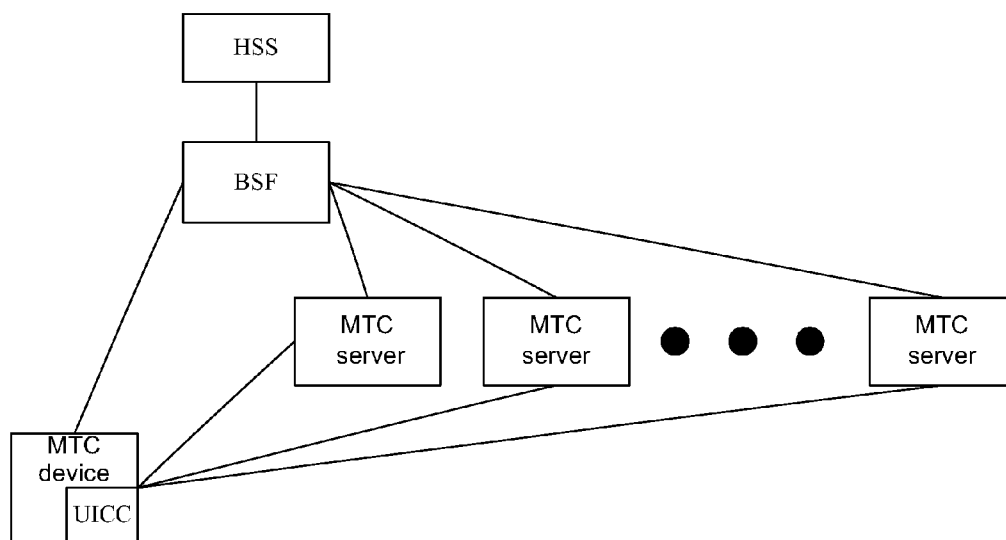 HSS
BSF
MTC
server
MTC
server
MTC
server
MTC
device
UICC